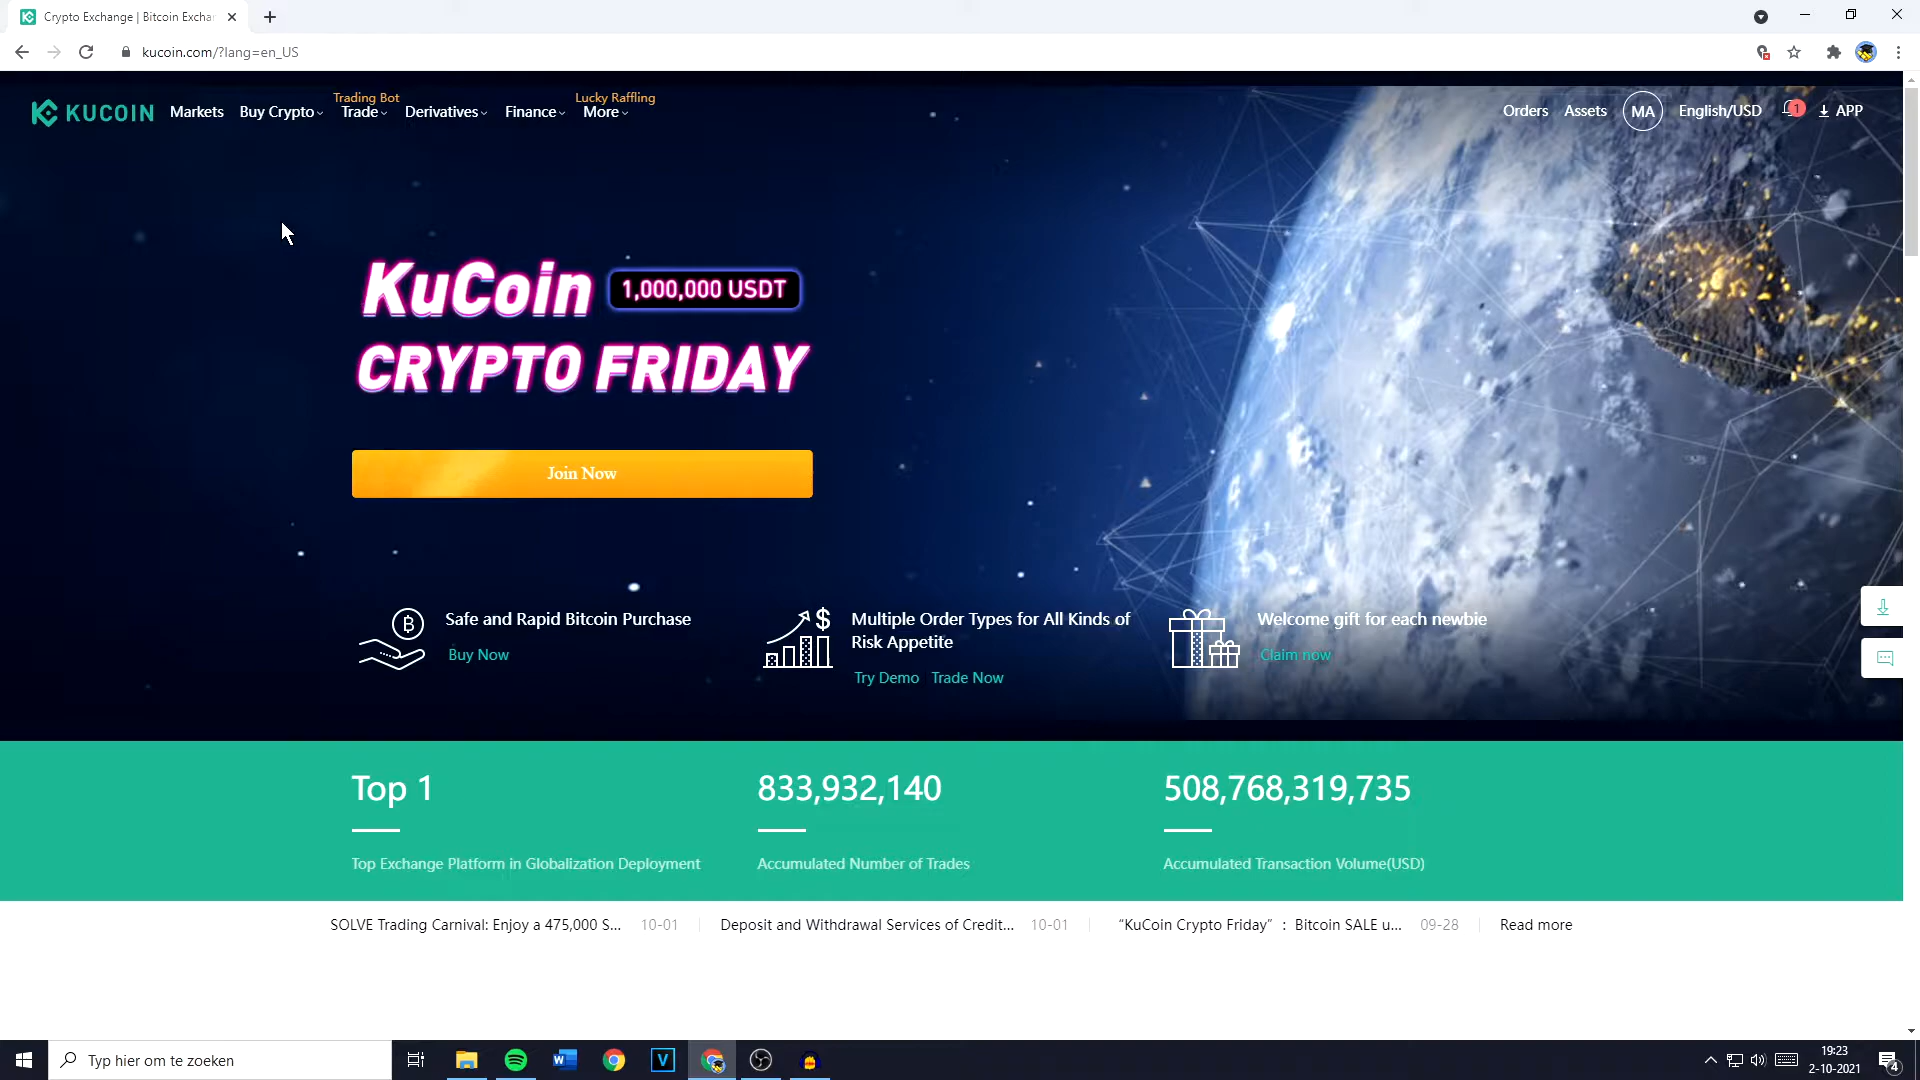 Crypto Exchange | Bitcoin Exchan
kucoin.com/?lang=en_US
KUCOIN
Markets
Buy Crypto
Trading Bot
Trade
Derivatives
Finance
Lucky Raffling
More
Orders
Assets
MA
English/USD
1
APP
KuCoin 1,000,000 USDT
CRYPTO FRIDAY
Join Now
Safe and Rapid Bitcoin Purchase
Buy Now
Multiple Order Types for All Kinds of
Risk Appetite
Try Demo Trade Now
Welcome gift for each newbie
Claim now
Top 1
Top Exchange Platform in Globalization Deployment
833,932,140
Accumulated Number of Trades
508,768,319,735
Accumulated Transaction Volume(USD)
SOLVE Trading Carnival: Enjoy a 475,000 S... 10-01
Deposit and Withdrawal Services of Credit... 10-01
“KuCoin Crypto Friday” : Bitcoin SALE u... 09-28
Read more
Typ hier om te zoeken
19:23
2-10-2021
4